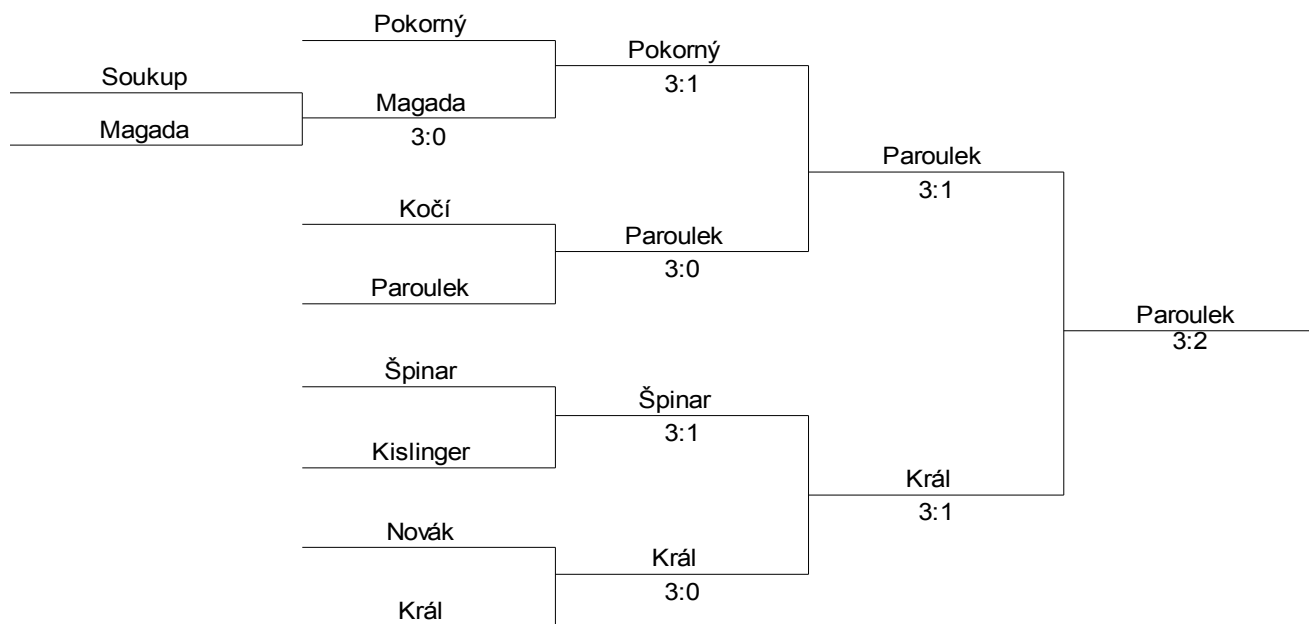 Pokorný
Pokorný
Soukup
3:1
Magada
Magada
3:0
Paroulek
3:1
Kočí
Paroulek
3:0
Paroulek
Paroulek
3:2
Špinar
Špinar
3:1
Kislinger
Král
3:1
Novák
Král
3:0
Král